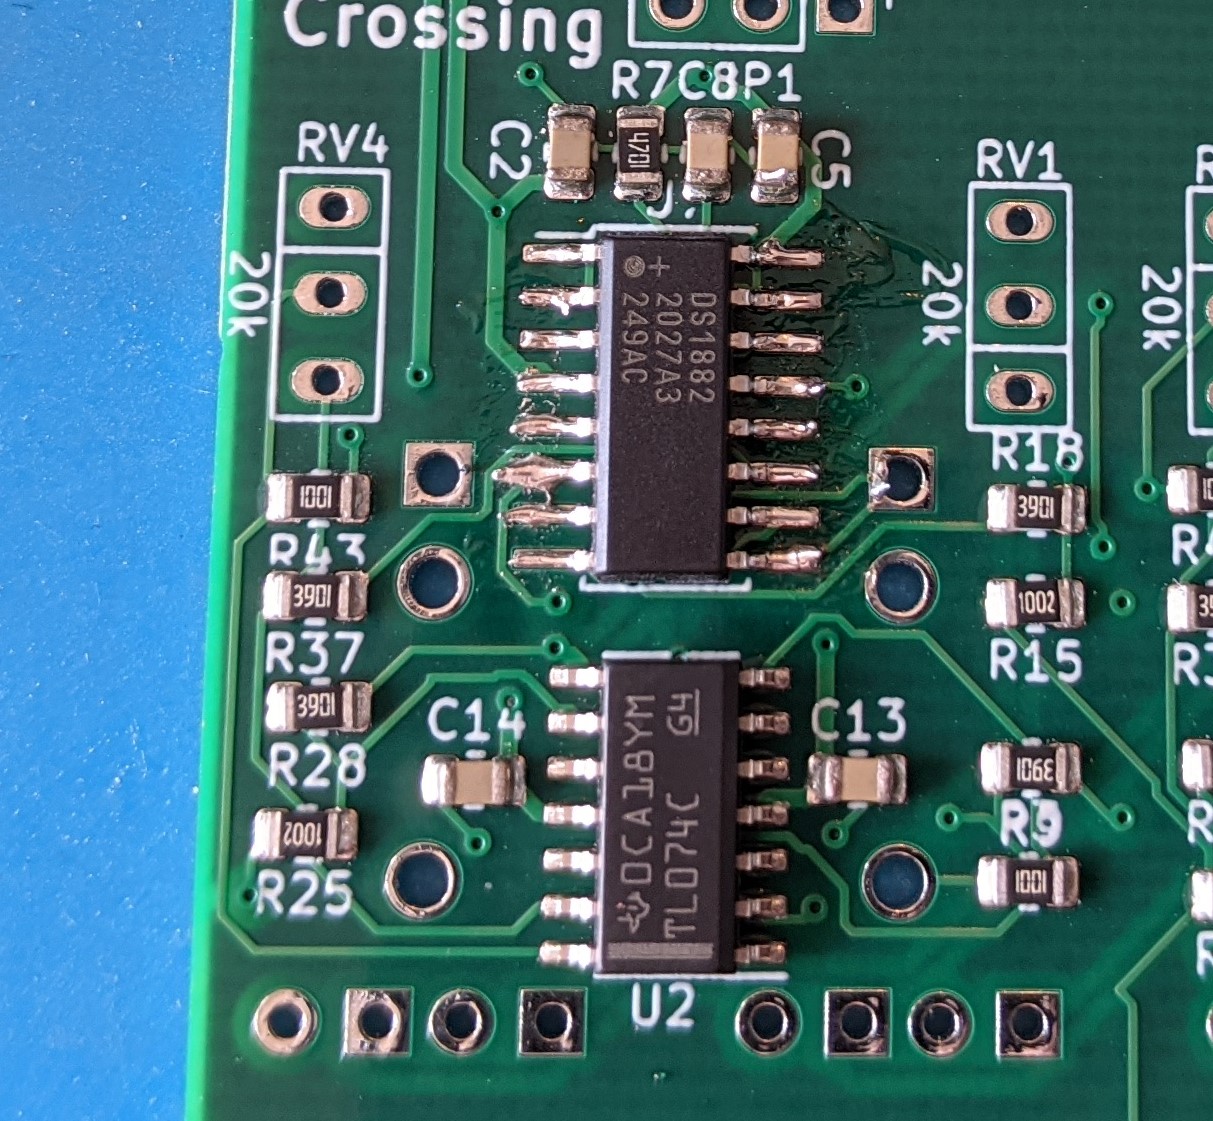 Crossing
R7C8P1
C2
4701
C5
RV4
20k
RV1
20k
20k
+
DS1882
2027A3
249AC
1001
R43
3901
R37
3901
R28
1002
R25
R18
3901
1002
R15
3901
R9
1001
C14
C13
0CA18YM G4
TL074C
U2